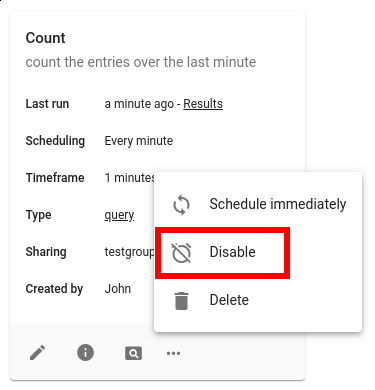 Count
count the entries over the last minute
Last run a minute ago - Results
Scheduling Every minute
Timeframe 1 minutes
Type query
Sharing testgroup
Created by John
Schedule immediately
Disable
Delete